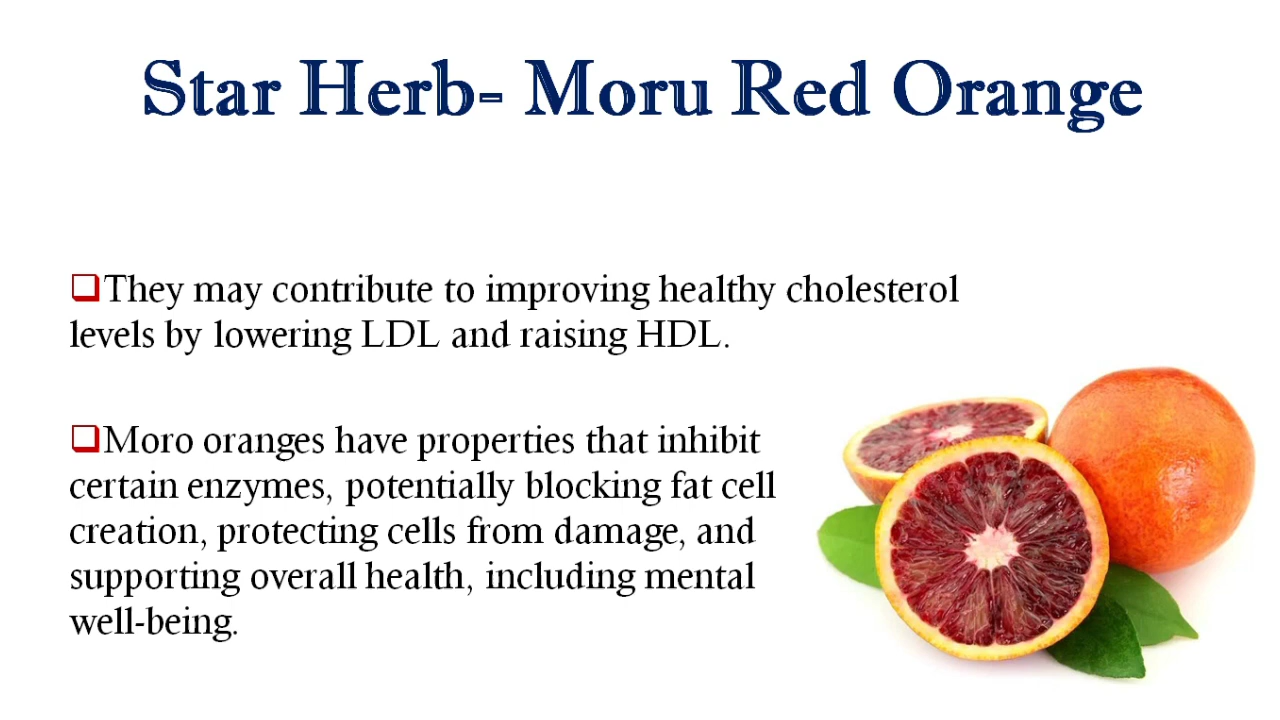 Star Herb- Moru Red Orange
❑They may contribute to improving healthy cholesterol
levels by lowering LDL and raising HDL.
❑Moro oranges have properties that inhibit
certain enzymes, potentially blocking fat cell
creation, protecting cells from damage, and
supporting overall health, including mental
well-being.